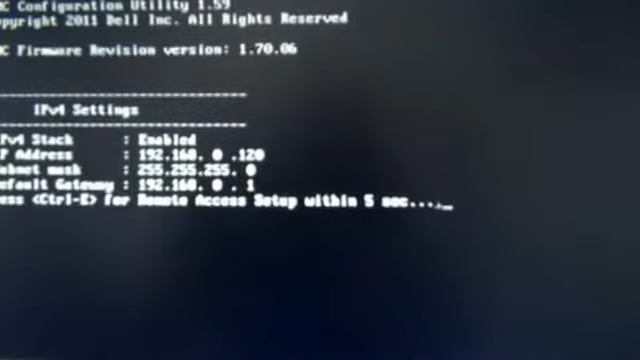 C Configuration Utility 1.59
opyright 2011 Dell Inc. All Rights Reserved
C Firmware Revision version: 1.70.06
IPv4 Settings
Pv4 Stack : Enabled
P Address : 192.168. 0 .120
ubnet mask : 255.255.255. 0
efault Gateway : 192.168. 0 . 1
ess <Ctrl-E> for Remote Access Setup within 5 sec...._